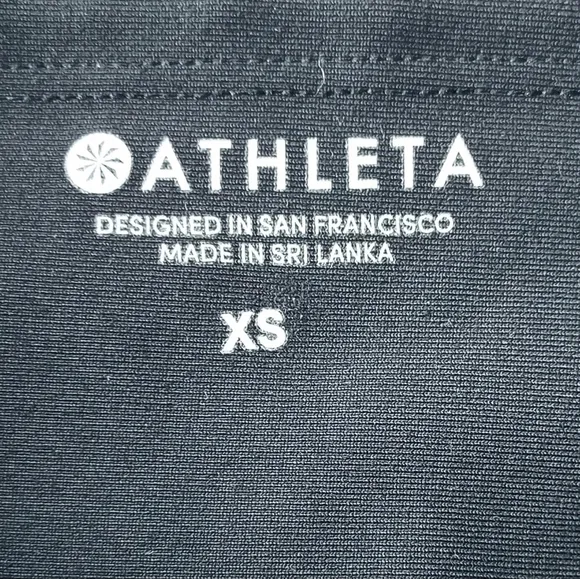 ATHLETA
DESIGNED IN SAN FRANCISCO
MADE IN SRI LANKA
XS